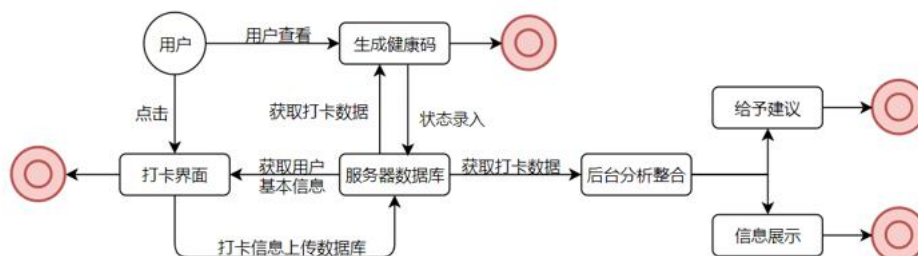 用户
用户查看
生成健康码
点击
获取打卡数据
状态录入
给予建议
打卡界面
获取用户
基本信息
服务器数据库
获取打卡数据
后台分析整合
打卡信息上传数据库
信息展示